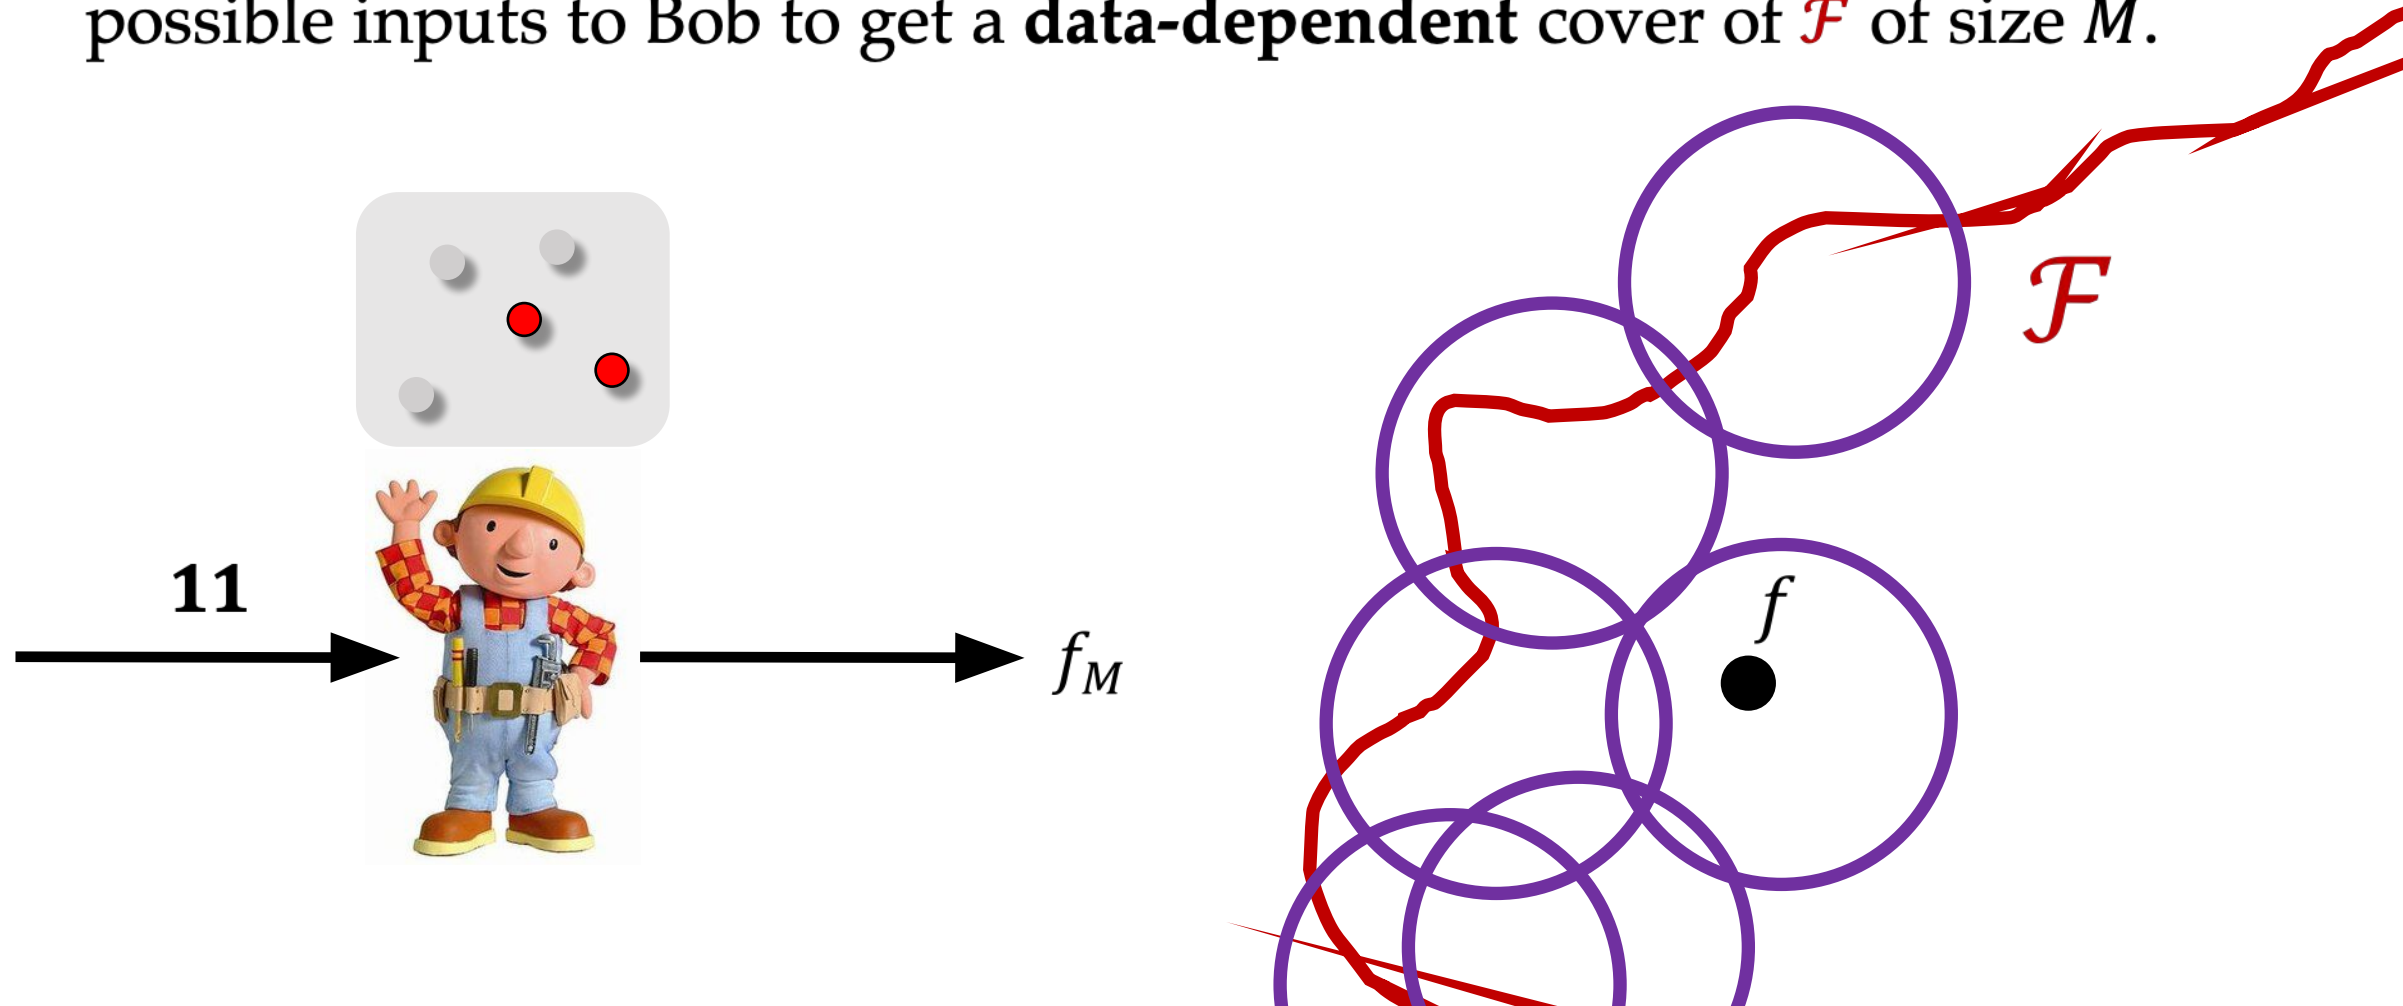 possible inputs to Bob to get a data-dependent cover of ℱ of size M.
ℱ
11
f
f_M